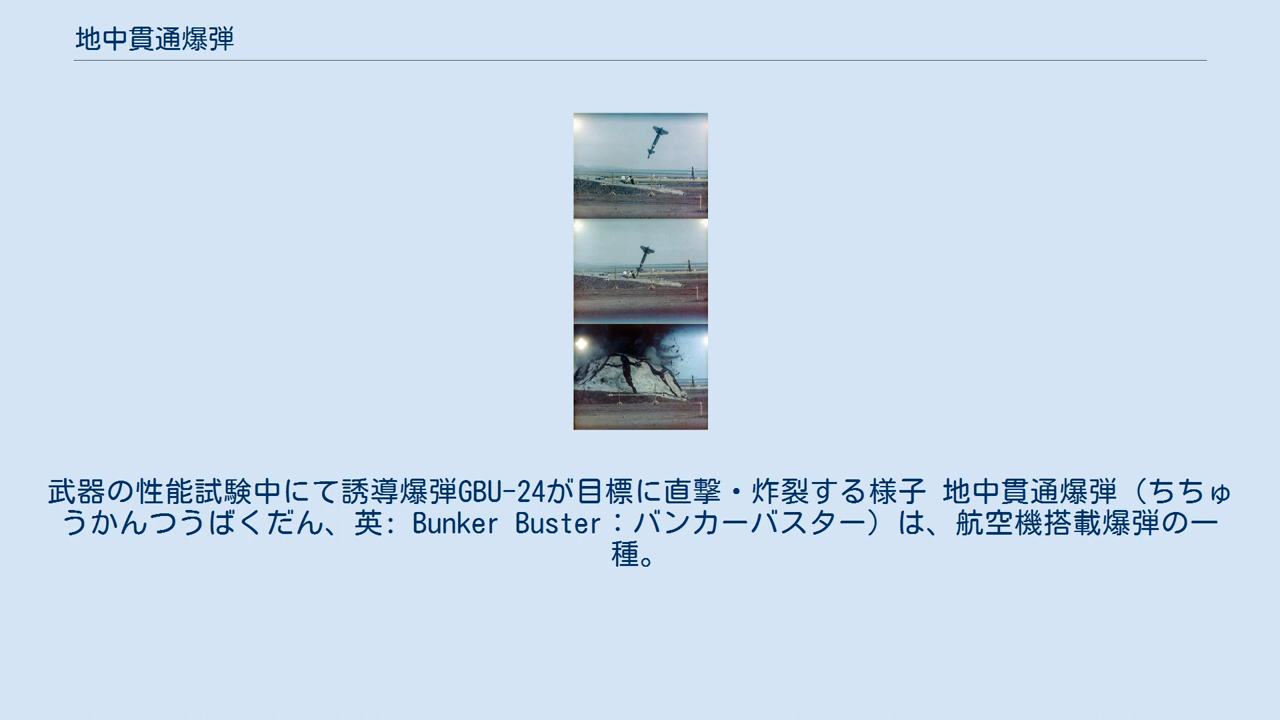 地中貫通爆弾
武器の性能試験中にて誘導爆弾GBU-24が目標に直撃・炸裂する様子 地中貫通爆弾（ちちゅ
うかんつうばくだん、英: Bunker Buster：バンカーバスター）は、航空機搭載爆弾の一
種。